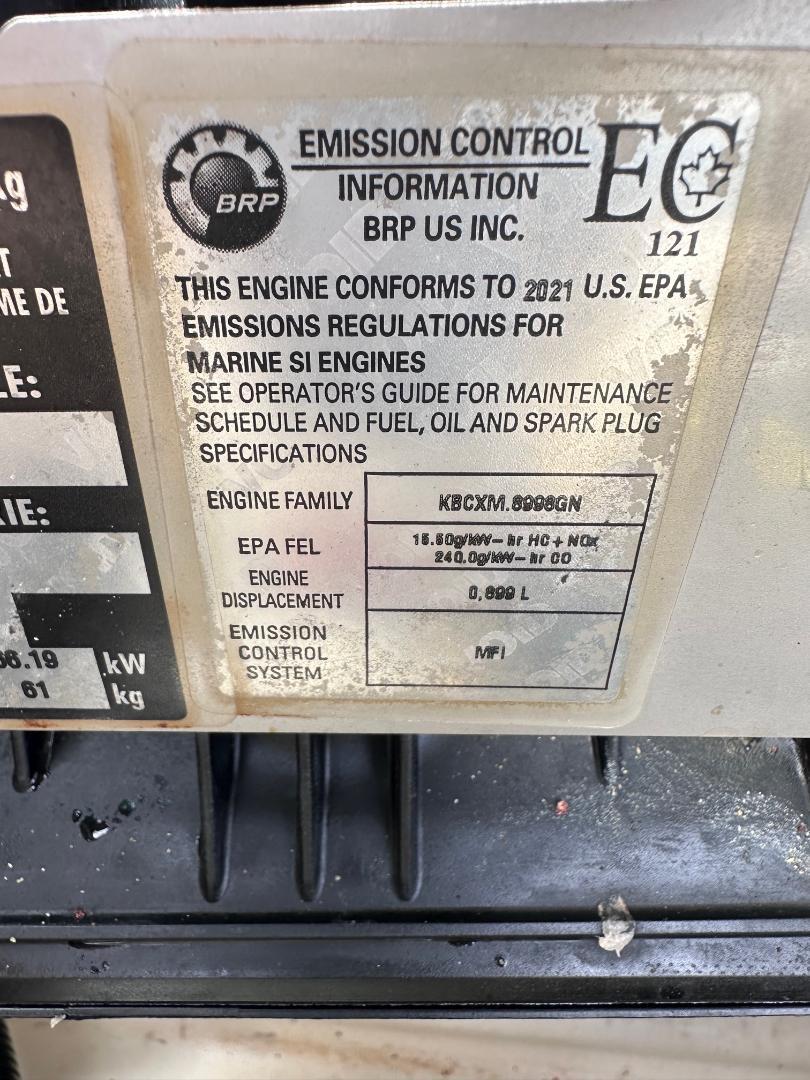 BRP
EMISSION CONTROL
INFORMATION
BRP US INC.
EC
121
THIS ENGINE CONFORMS TO 2021 U.S. EPA
EMISSIONS REGULATIONS FOR
MARINE SI ENGINES
SEE OPERATOR'S GUIDE FOR MAINTENANCE
SCHEDULE AND FUEL, OIL AND SPARK PLUG
SPECIFICATIONS
ENGINE FAMILY KBCXM.8998GN
EPA FEL 15.50g/kW-hr HC + NOx
240.0g/kW-hr CO
ENGINE
DISPLACEMENT 0,899 L
EMISSION
CONTROL
SYSTEM MFI
ME DE
LE:
IE:
66.19 kW
61 kg